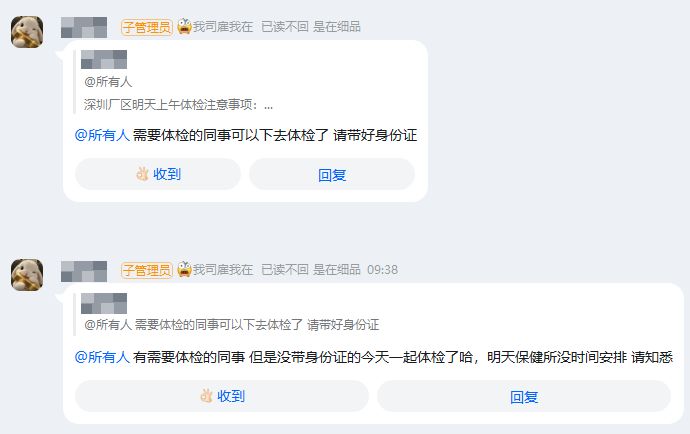 子管理员 我司雇我在 已读不回 是在细品
@所有人
深圳厂区明天上午体检注意事项：...
@所有人 需要体检的同事可以下去体检了 请带好身份证
收到 回复
子管理员 我司雇我在 已读不回 是在细品 09:38
@所有人 需要体检的同事可以下去体检了 请带好身份证
@所有人 有需要体检的同事 但是没带身份证的今天一起体检了哈，明天保健所没时间安排 请知悉
收到 回复